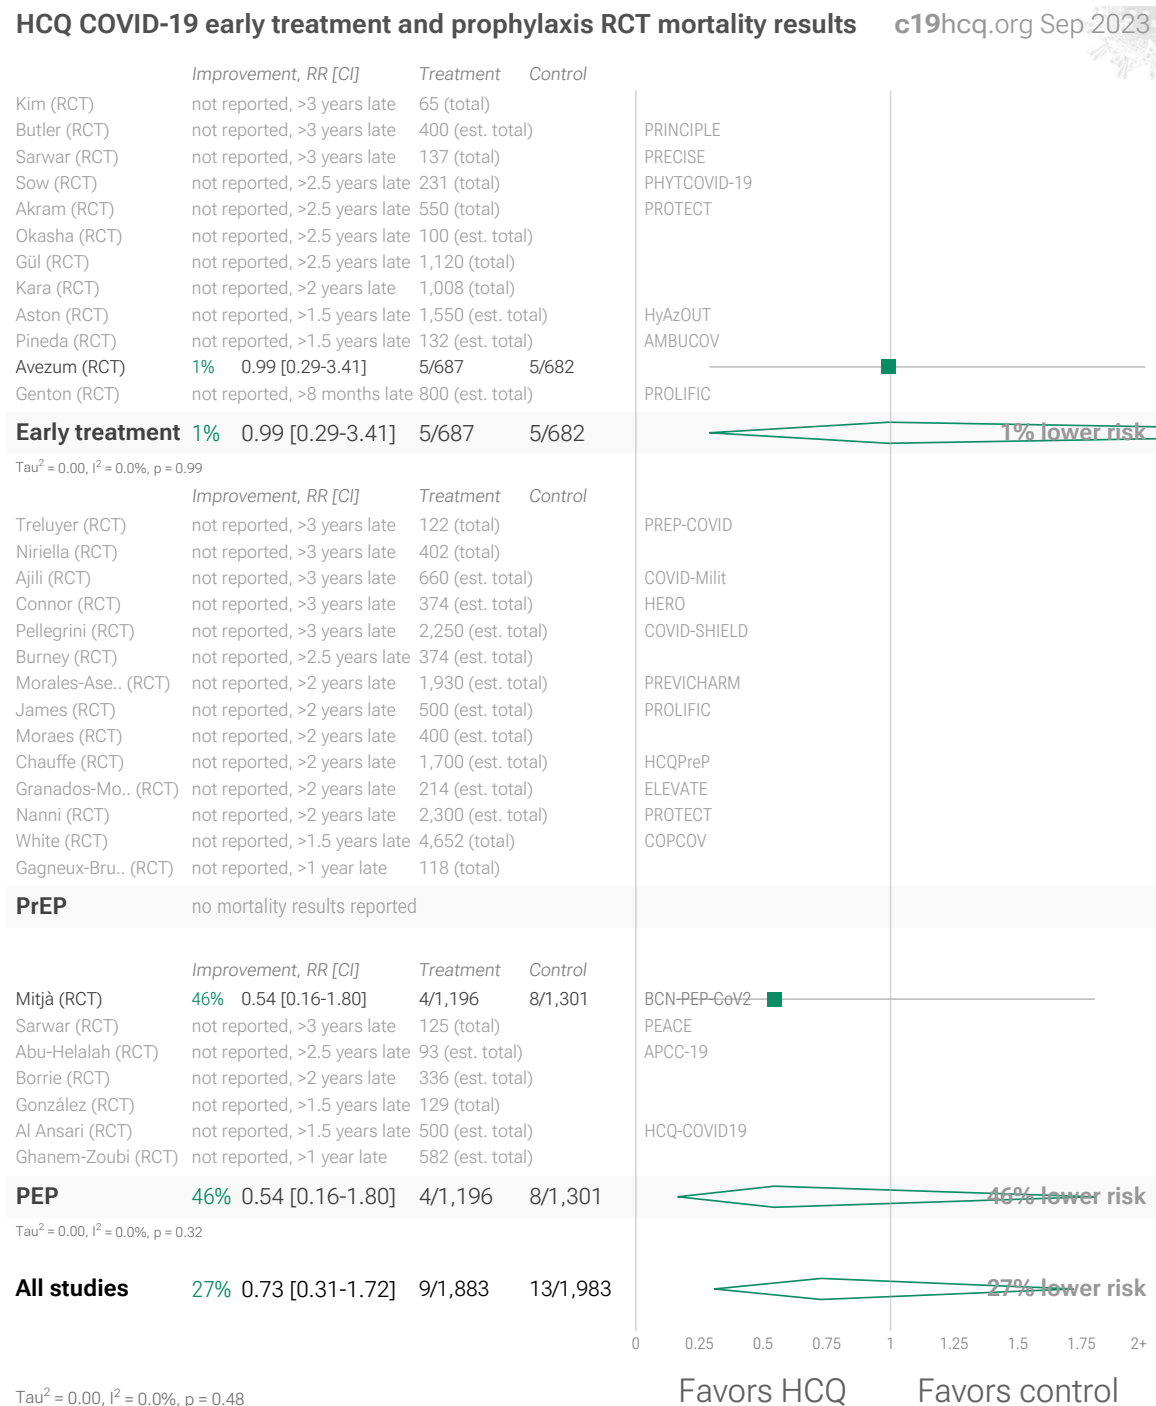 HCQ COVID-19 early treatment and prophylaxis RCT mortality results c19hcq.org Sep 2023
Improvement, RR [CI] Treatment Control
Kim (RCT) not reported, >3 years late 65 (total)
Butler (RCT) not reported, >3 years late 400 (est. total) PRINCIPLE
Sarwar (RCT) not reported, >3 years late 137 (total) PRECISE
Sow (RCT) not reported, >2.5 years late 231 (total) PHYTCOVID-19
Akram (RCT) not reported, >2.5 years late 550 (total) PROTECT
Okasha (RCT) not reported, >2.5 years late 100 (est. total)
Gül (RCT) not reported, >2.5 years late 1,120 (total)
Kara (RCT) not reported, >2 years late 1,008 (total)
Aston (RCT) not reported, >1.5 years late 1,550 (est. total) HyAzOUT
Pineda (RCT) not reported, >1.5 years late 132 (est. total) AMBUCOV
Avezum (RCT) 1% 0.99 [0.29-3.41] 5/687 5/682
Genton (RCT) not reported, >8 months late 800 (est. total) PROLIFIC
Early treatment 1% 0.99 [0.29-3.41] 5/687 5/682 1% lower risk
Tau² = 0.00, I² = 0.0%, p = 0.99
Improvement, RR [CI] Treatment Control
Treluyer (RCT) not reported, >3 years late 122 (total) PREP-COVID
Niriella (RCT) not reported, >3 years late 402 (total)
Ajili (RCT) not reported, >3 years late 660 (est. total) COVID-Milit
Connor (RCT) not reported, >3 years late 374 (est. total) HERO
Pellegrini (RCT) not reported, >3 years late 2,250 (est. total) COVID-SHIELD
Burney (RCT) not reported, >2.5 years late 374 (est. total)
Morales-Ase.. (RCT) not reported, >2 years late 1,930 (est. total) PREVICHARM
James (RCT) not reported, >2 years late 500 (est. total) PROLIFIC
Moraes (RCT) not reported, >2 years late 400 (est. total)
Chauffe (RCT) not reported, >2 years late 1,700 (est. total) HCQPreP
Granados-Mo.. (RCT) not reported, >2 years late 214 (est. total) ELEVATE
Nanni (RCT) not reported, >2 years late 2,300 (est. total) PROTECT
White (RCT) not reported, >1.5 years late 4,652 (total) COPCOV
Gagneux-Bru.. (RCT) not reported, >1 year late 118 (total)
PrEP no mortality results reported
Improvement, RR [CI] Treatment Control
Mitjà (RCT) 46% 0.54 [0.16-1.80] 4/1,196 8/1,301 BCN-PEP-CoV2
Sarwar (RCT) not reported, >3 years late 125 (total) PEACE
Abu-Helalah (RCT) not reported, >2.5 years late 93 (est. total) APCC-19
Borrie (RCT) not reported, >2 years late 336 (est. total)
González (RCT) not reported, >1.5 years late 129 (total)
Al Ansari (RCT) not reported, >1.5 years late 500 (est. total) HCQ-COVID19
Ghanem-Zoubi (RCT) not reported, >1 year late 582 (est. total)
PEP 46% 0.54 [0.16-1.80] 4/1,196 8/1,301 46% lower risk
Tau² = 0.00, I² = 0.0%, p = 0.32
All studies 27% 0.73 [0.31-1.72] 9/1,883 13/1,983 27% lower risk
0 0.25 0.5 0.75 1 1.25 1.5 1.75 2+
Tau² = 0.00, I² = 0.0%, p = 0.48 Favors HCQ Favors control